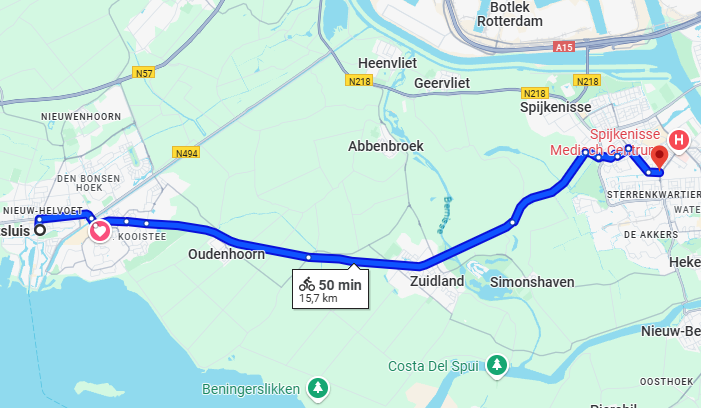 Botlek
Rotterdam
A15
Heenvliet
N57
N218
Geervliet
N218
Spijkenisse
NIEUWENHOORN
Abbenbroek
Spijkenisse
Medisch Centrum
H
N494
DEN BONSEN
HOEK
STERRENKWARTIER
NIEUW-HELVOET
WATE
sluis
KOOISTEE
Bernisse
DE AKKERS
Oudenhoorn
Heke
50 min
15,7 km
Zuidland
Simonshaven
Nieuw-Be
Costa Del Spui
OOSTHOEK
Beningerslikken